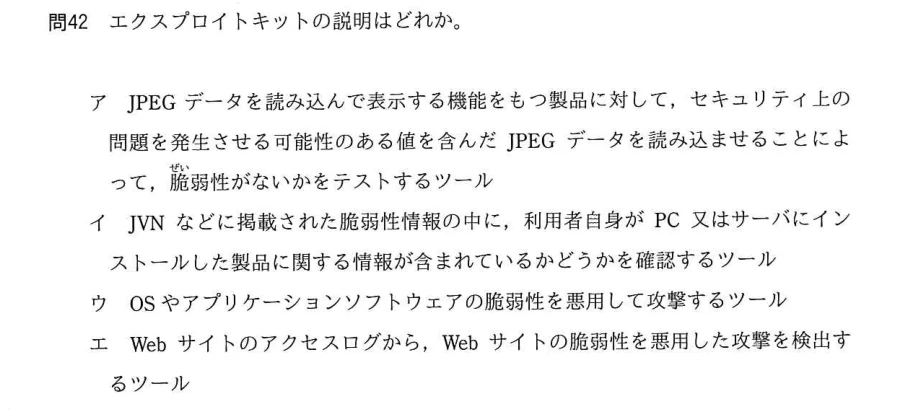 問42 エクスプロイトキットの説明はどれか。
ア JPEG データを読み込んで表示する機能をもつ製品に対して，セキュリティ上の
問題を発生させる可能性のある値を含んだ JPEG データを読み込ませることによ
ぜい
って，脆弱性がないかをテストするツール
イ JVN などに掲載された脆弱性情報の中に，利用者自身が PC 又はサーバにイン
ストールした製品に関する情報が含まれているかどうかを確認するツール
ウ OSやアプリケーションソフトウェアの脆弱性を悪用して攻撃するツール
エ Web サイトのアクセスログから，Web サイトの脆弱性を悪用した攻撃を検出す
るツール